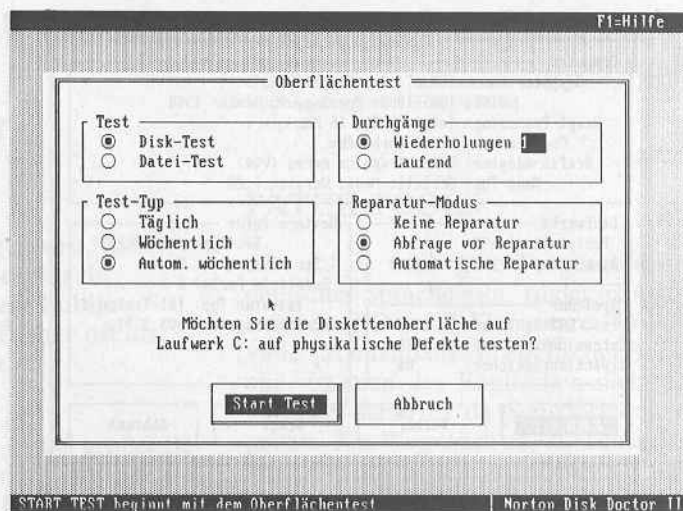 F1=Hilfe
Oberflächentest
Test
Disk-Test
Datei-Test
Durchgänge
Wiederholungen 1
Laufend
Test-Typ
Täglich
Wöchentlich
Autom. wöchentlich
Reparatur-Modus
Keine Reparatur
Abfrage vor Reparatur
Automatische Reparatur
Möchten Sie die Diskettenoberfläche auf
Laufwerk C: auf physikalische Defekte testen?
Start Test
Abbruch
START TEST beginnt mit dem Oberflächentest
Norton Disk Doctor II